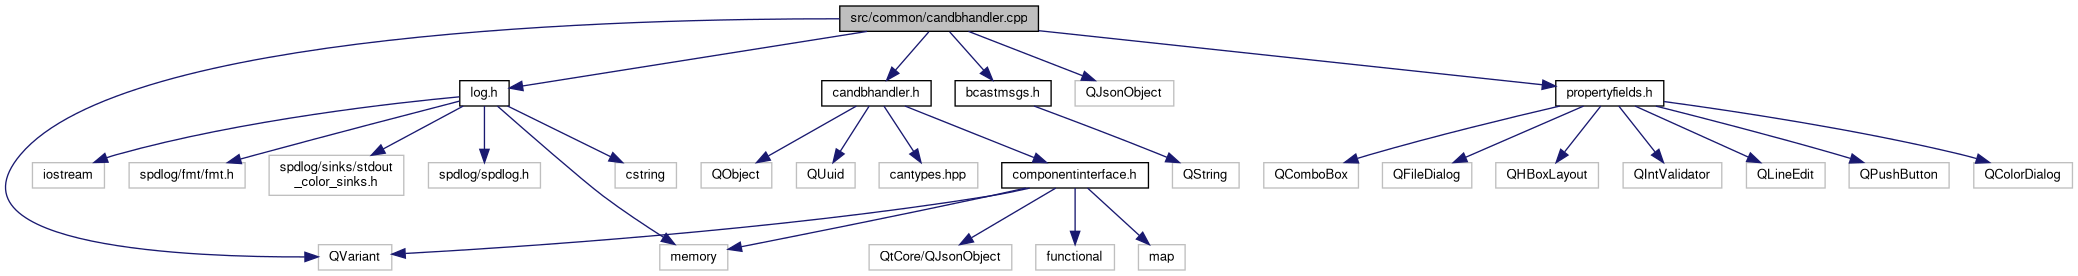 src/common/candbhandler.cpp
log.h
candbhandler.h
bcastmsgs.h
QJsonObject
propertyfields.h
iostream
spdlog/fmt/fmt.h
spdlog/sinks/stdout
_color_sinks.h
spdlog/spdlog.h
cstring
QObject
QUuid
cantypes.hpp
componentinterface.h
QString
QComboBox
QFileDialog
QHBoxLayout
QIntValidator
QLineEdit
QPushButton
QColorDialog
QVariant
memory
QtCore/QJsonObject
functional
map